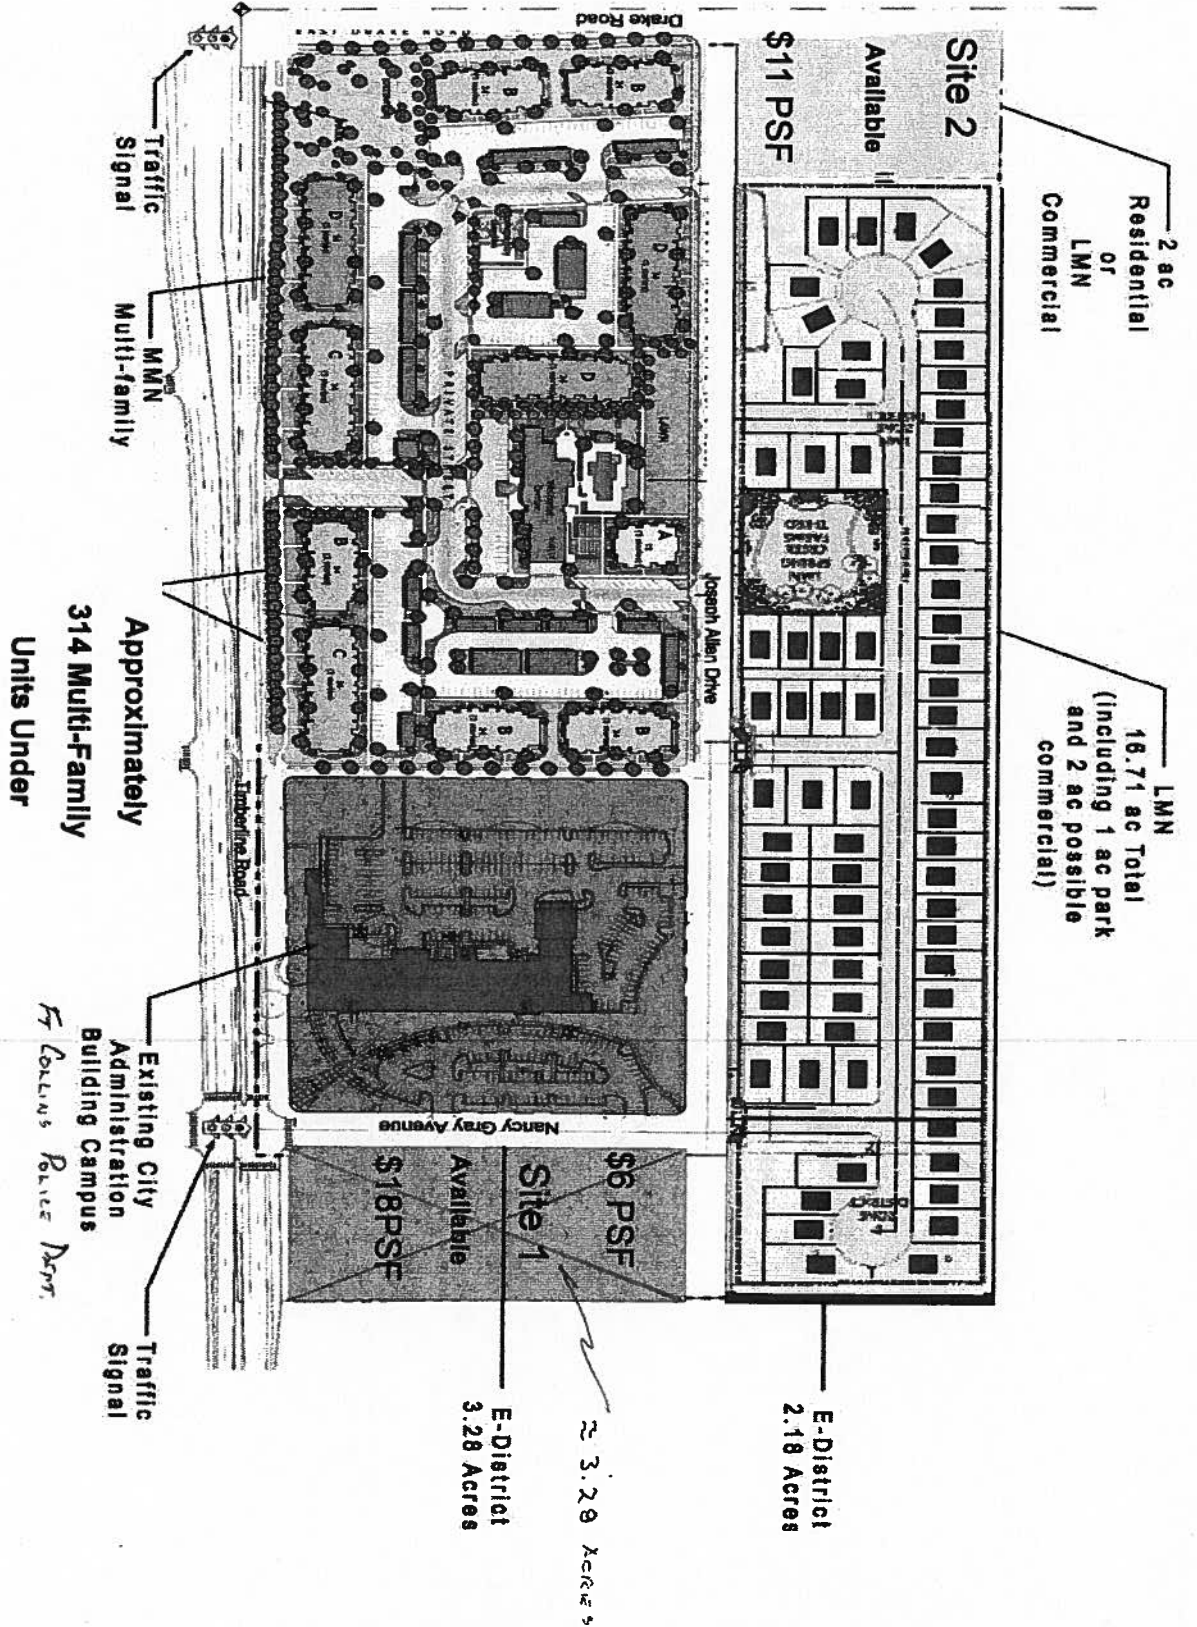 Drake Road
Site 2
Available
$11 PSF
2 ac
Residential
or
LMN
Commercial
LMN
16.71 ac Total
(including 1 ac park
and 2 ac possible
commercial)
Traffic
Signal
MMN
Multi-family
B
B
D
D
D
C
PRIVATE STREET
LAWN
A
B
C
B
B
Joseph Allen Drive
Approximately
314 Multi-Family
Units Under
Timberline Road
Existing City
Administration
Building Campus
Ft Collins Police Dept.
Nancy Gray Avenue
Traffic
Signal
$6 PSF
Site 1
Available
$18PSF
≈ 3.28 Acres
E-District
3.28 Acres
E-District
2.18 Acres